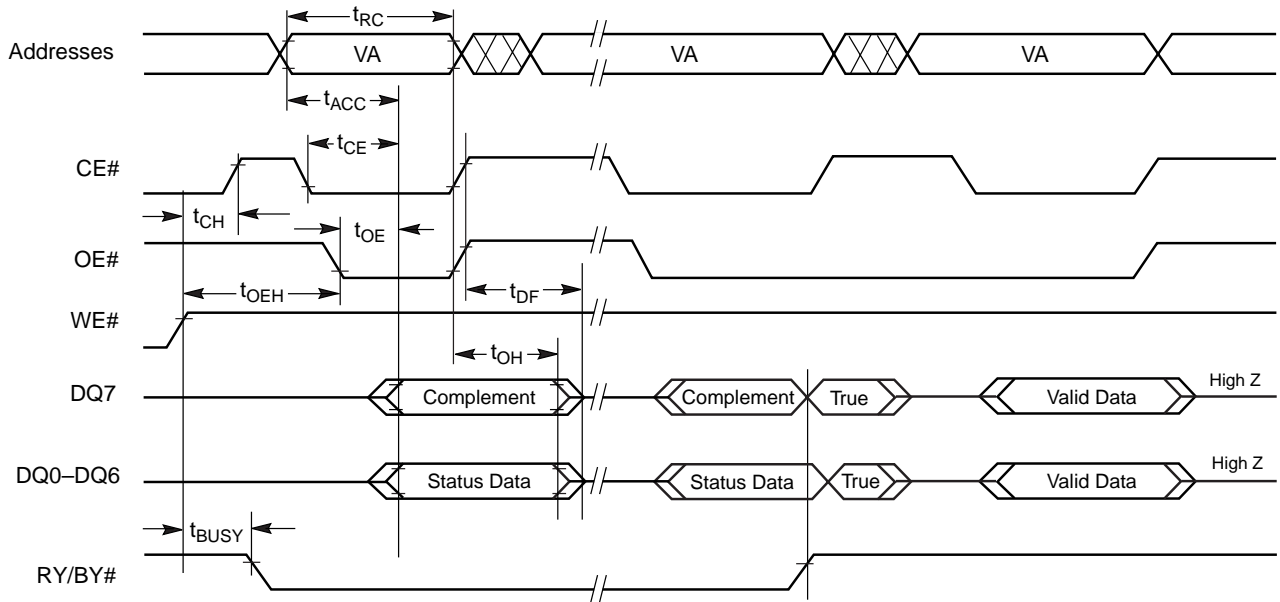 tRC
Addresses VA VA VA
tACC
tCE
CE#
tCH tOE
OE#
tOEH tDF
WE#
tOH
DQ7 Complement Complement True Valid Data High Z
DQ0–DQ6 Status Data Status Data True Valid Data High Z
tBUSY
RY/BY#